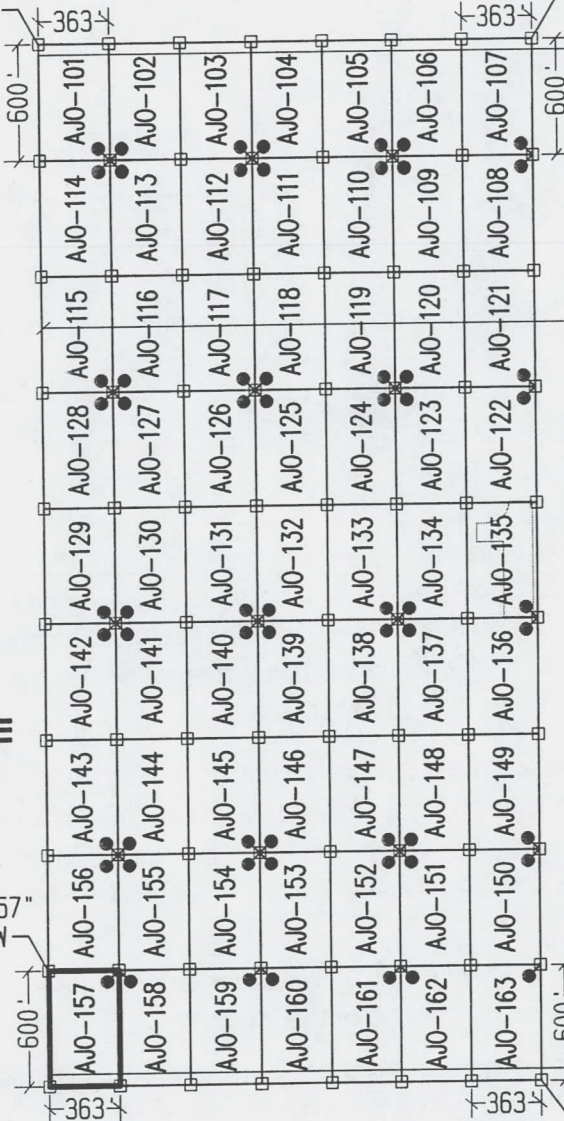 363' 363'
600' 600'
AJO-101 AJO-102 AJO-103 AJO-104 AJO-105 AJO-106 AJO-107
AJO-114 AJO-113 AJO-112 AJO-111 AJO-110 AJO-109 AJO-108
AJO-115 AJO-116 AJO-117 AJO-118 AJO-119 AJO-120 AJO-121
AJO-128 AJO-127 AJO-126 AJO-125 AJO-124 AJO-123 AJO-122
AJO-129 AJO-130 AJO-131 AJO-132 AJO-133 AJO-134 AJO-135
AJO-142 AJO-141 AJO-140 AJO-139 AJO-138 AJO-137 AJO-136
AJO-143 AJO-144 AJO-145 AJO-146 AJO-147 AJO-148 AJO-149
AJO-156 AJO-155 AJO-154 AJO-153 AJO-152 AJO-151 AJO-150
57"
AJO-157 AJO-158 AJO-159 AJO-160 AJO-161 AJO-162 AJO-163
600' 600'
363' 363'